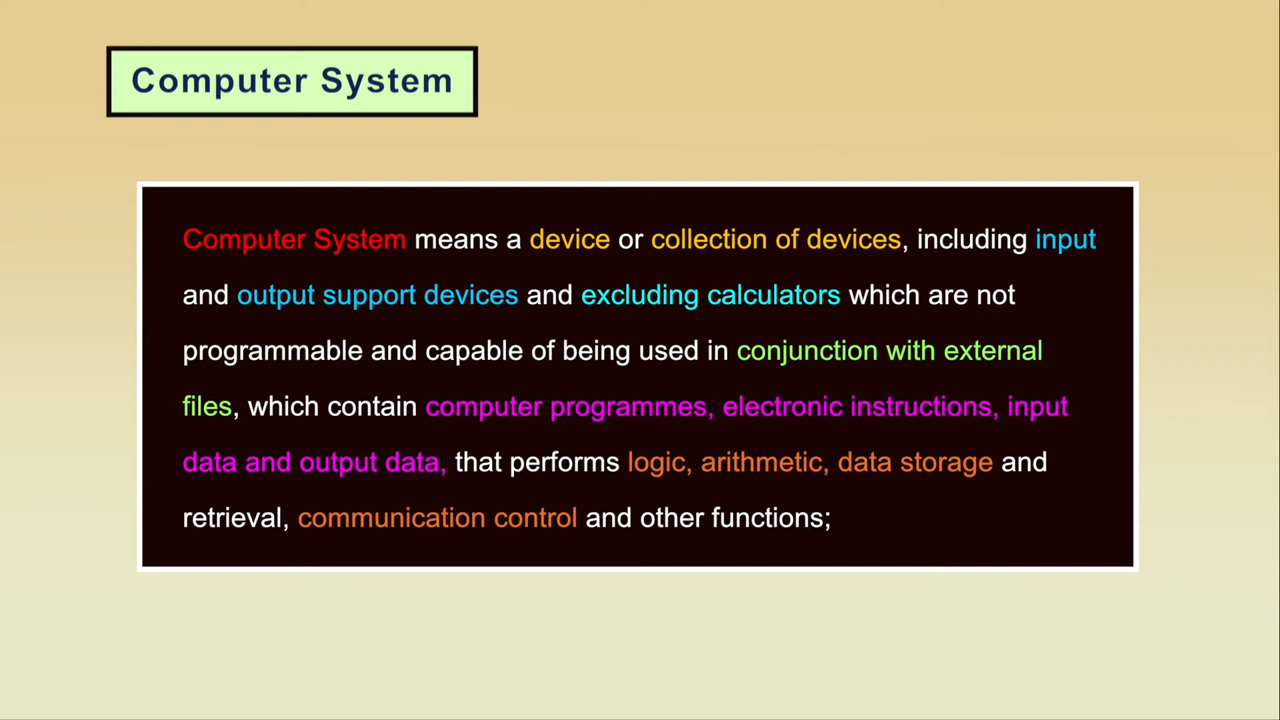 Computer System
Computer System means a device or collection of devices, including input
and output support devices and excluding calculators which are not
programmable and capable of being used in conjunction with external
files, which contain computer programmes, electronic instructions, input
data and output data, that performs logic, arithmetic, data storage and
retrieval, communication control and other functions;